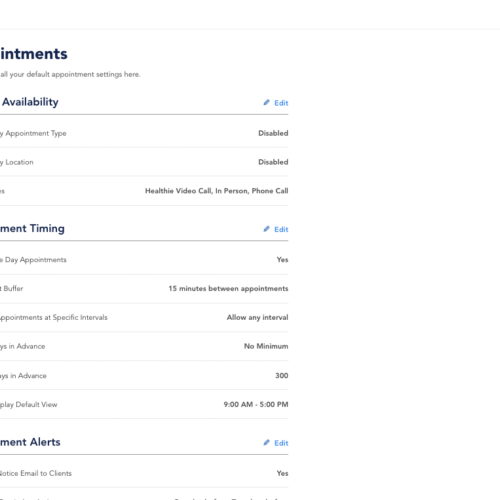 intments
all your default appointment settings here.
Availability
Edit
y Appointment Type
Disabled
y Location
Disabled
es
Healthie Video Call, In Person, Phone Call
ment Timing
Edit
e Day Appointments
Yes
t Buffer
15 minutes between appointments
Appointments at Specific Intervals
Allow any interval
ays in Advance
No Minimum
ays in Advance
300
play Default View
9:00 AM - 5:00 PM
ment Alerts
Edit
Notice Email to Clients
Yes